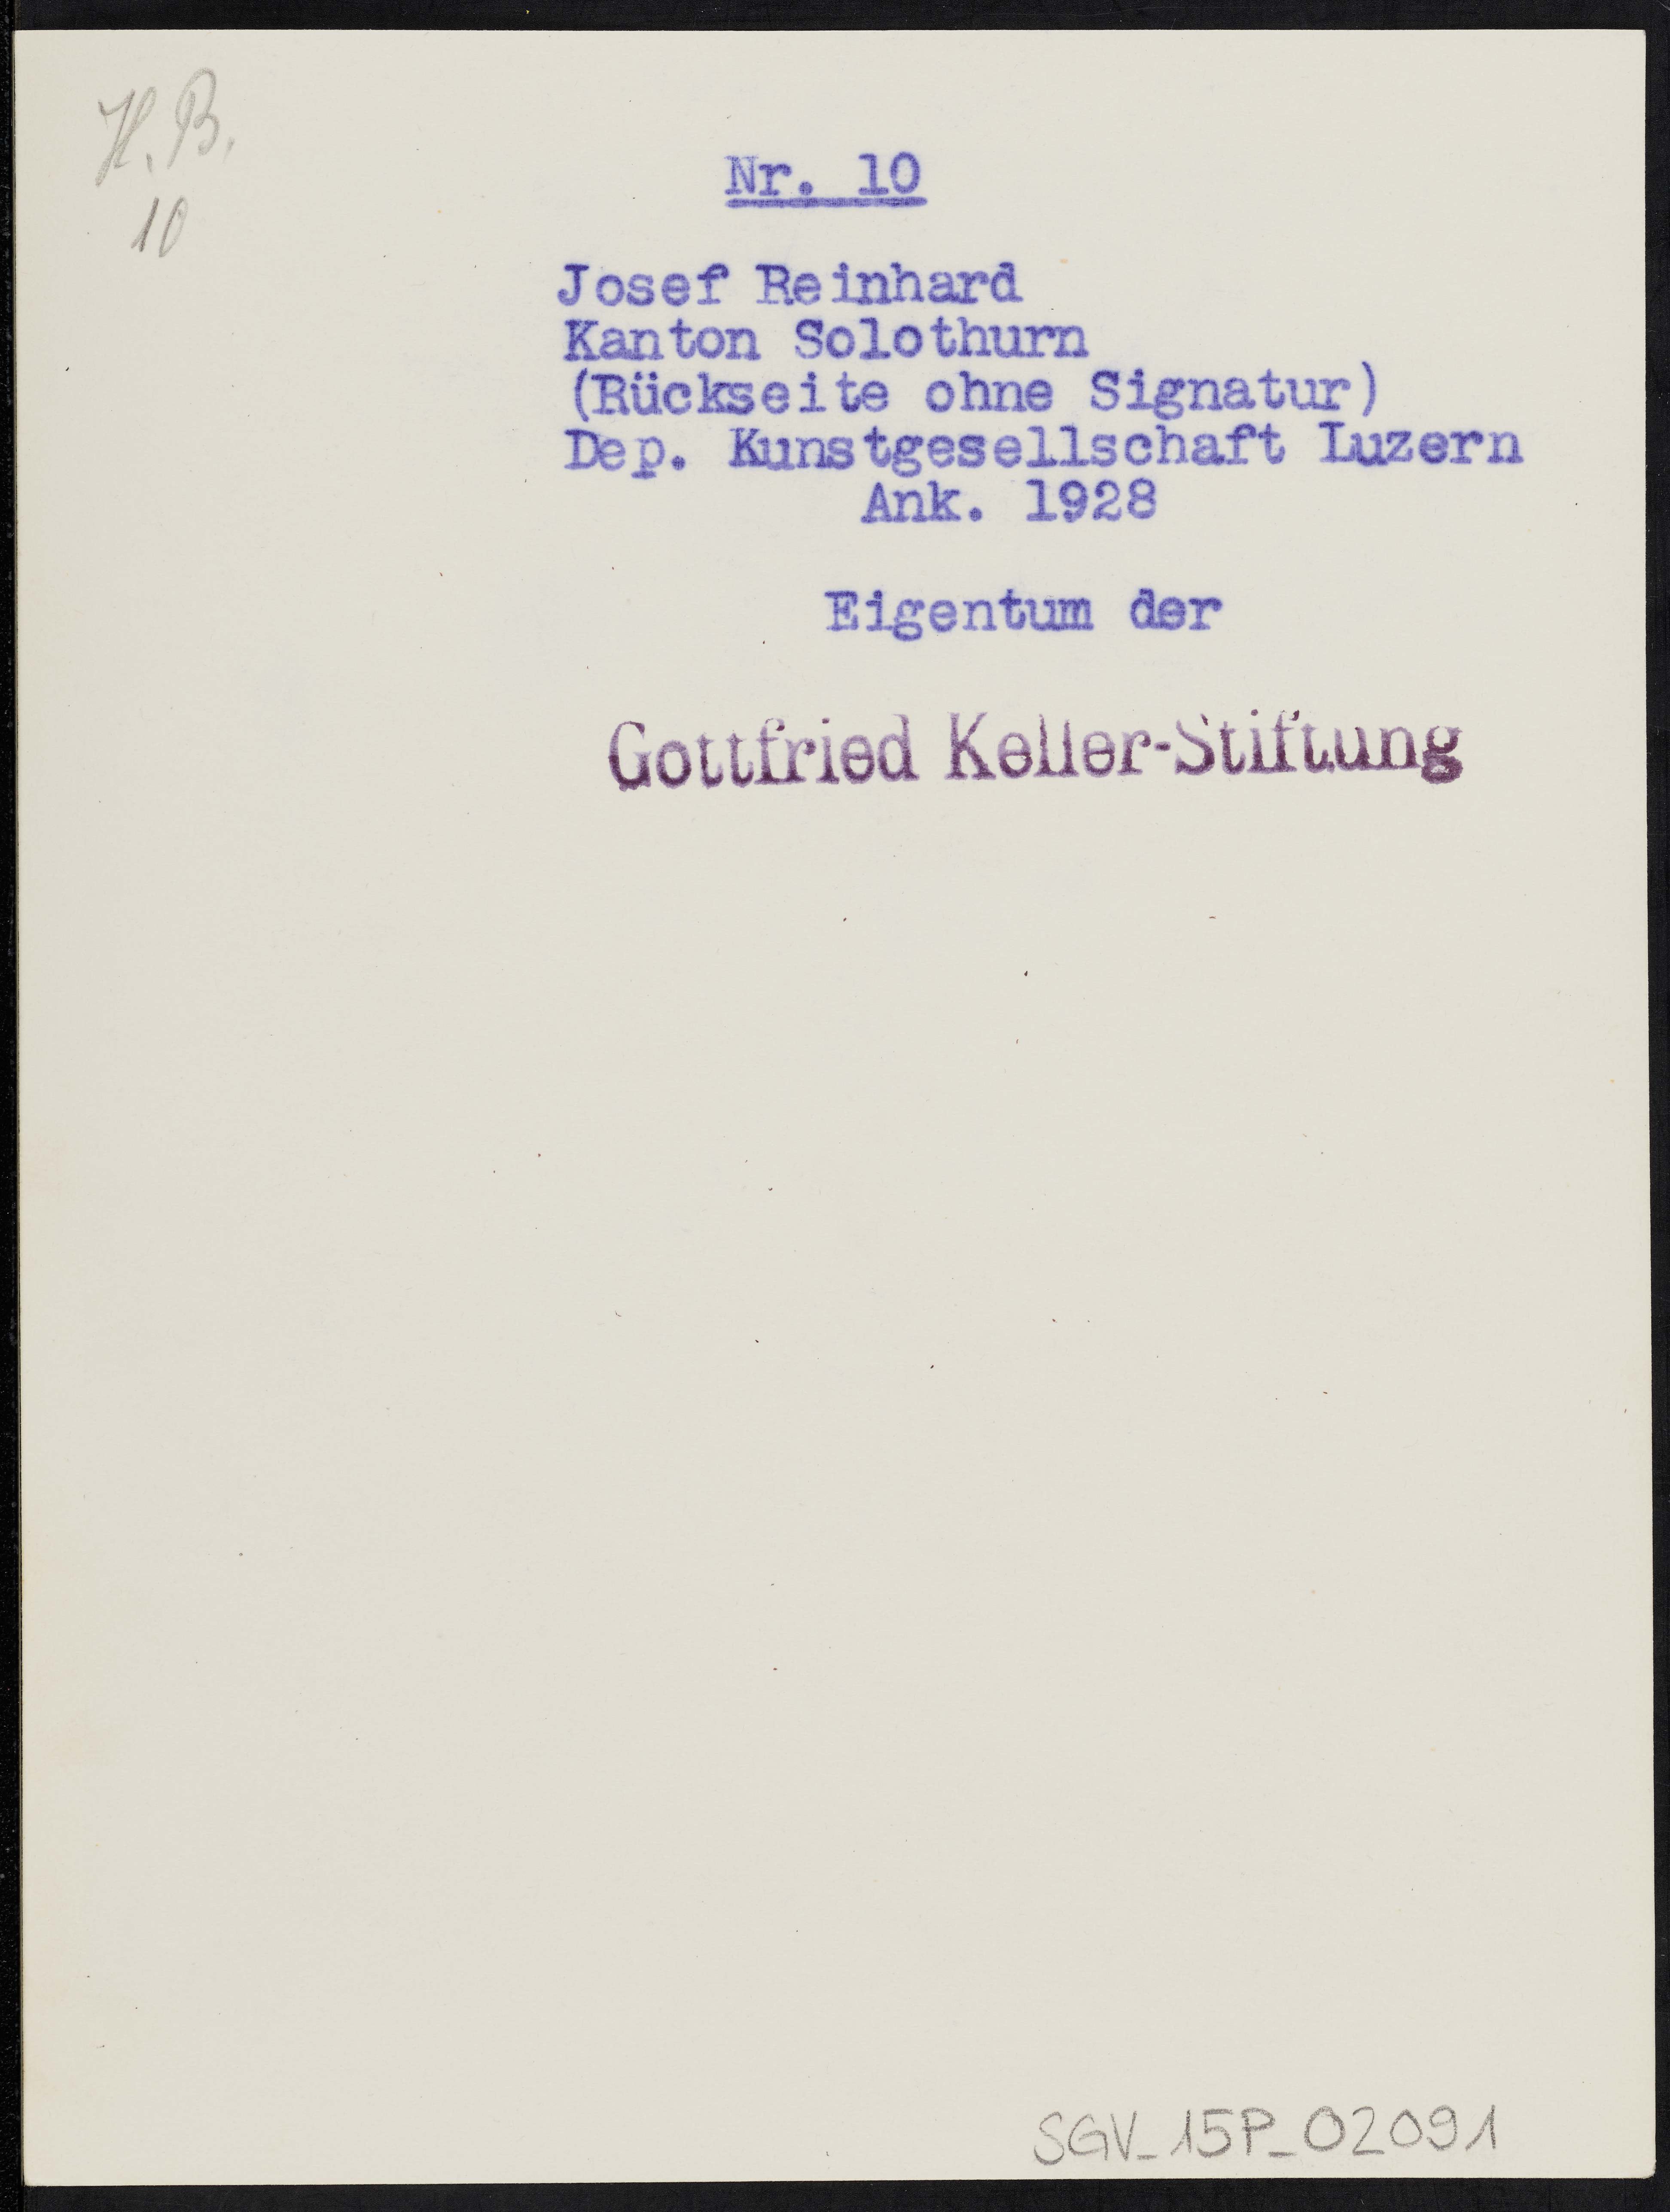 H. B.
10
Nr. 10
Josef Reinhard
Kanton Solothurn
(Rückseite ohne Signatur)
Dep. Kunstgesellschaft Luzern
Ank. 1928
Eigentum der
Gottfried Keller-Stiftung
SGV_15P_02091